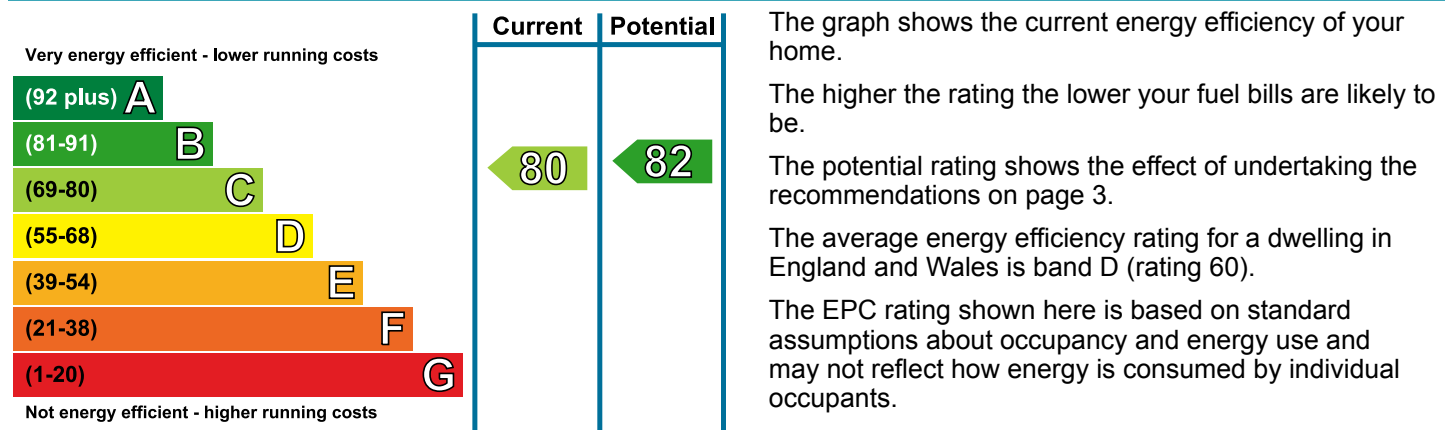 Current Potential
Very energy efficient - lower running costs
(92 plus) A
(81-91) B
(69-80) C
(55-68) D
(39-54) E
(21-38) F
(1-20) G
Not energy efficient - higher running costs
80 82
The graph shows the current energy efficiency of your
home.
The higher the rating the lower your fuel bills are likely to
be.
The potential rating shows the effect of undertaking the
recommendations on page 3.
The average energy efficiency rating for a dwelling in
England and Wales is band D (rating 60).
The EPC rating shown here is based on standard
assumptions about occupancy and energy use and
may not reflect how energy is consumed by individual
occupants.